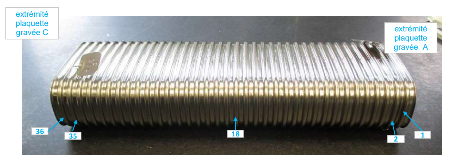 extrémité
plaquette
gravée C
extrémité
plaquette
gravée A
36
35
18
2
1